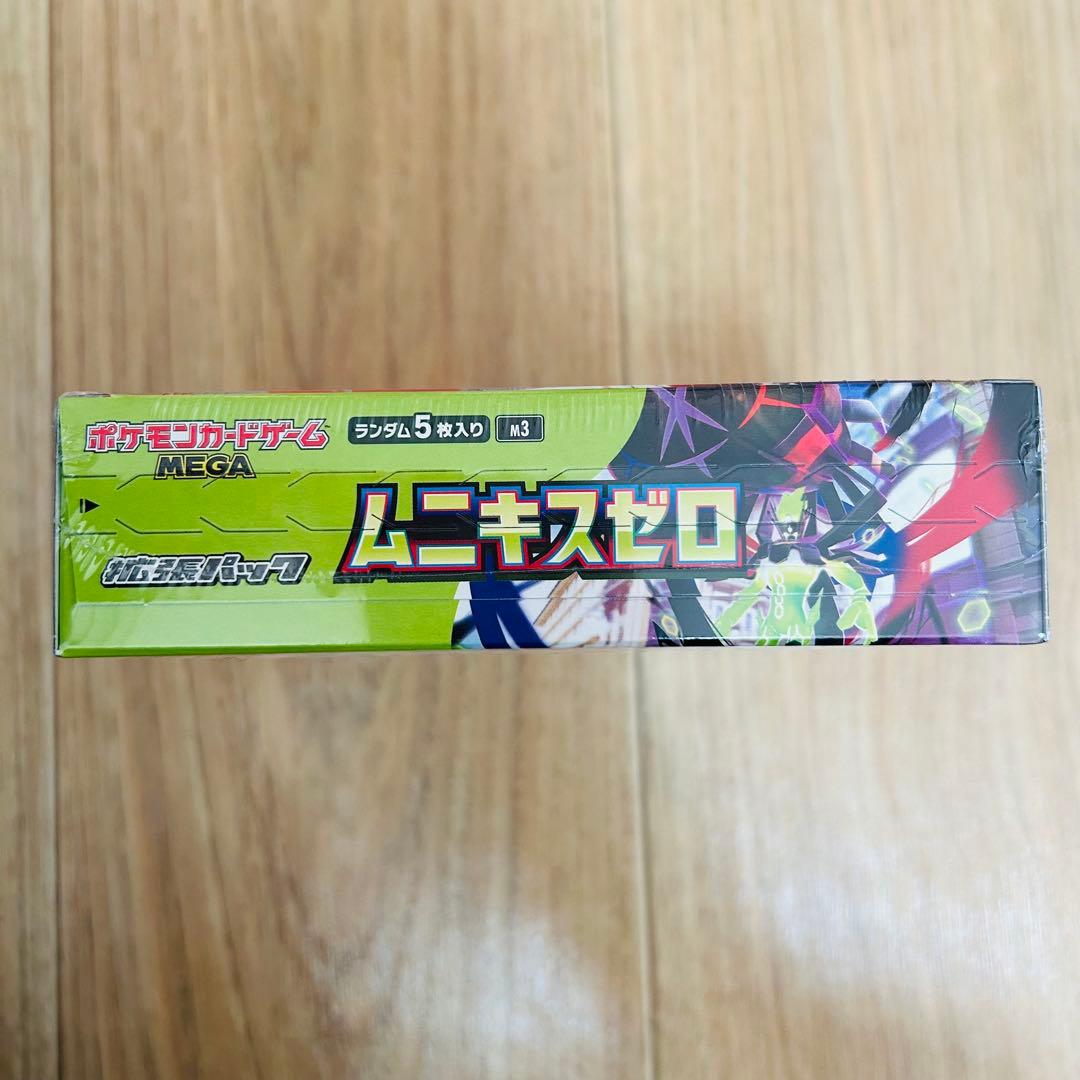 ポケモンカードゲーム
MEGA
ランダム5枚入り M3
ムニキスゼロ
拡張パック